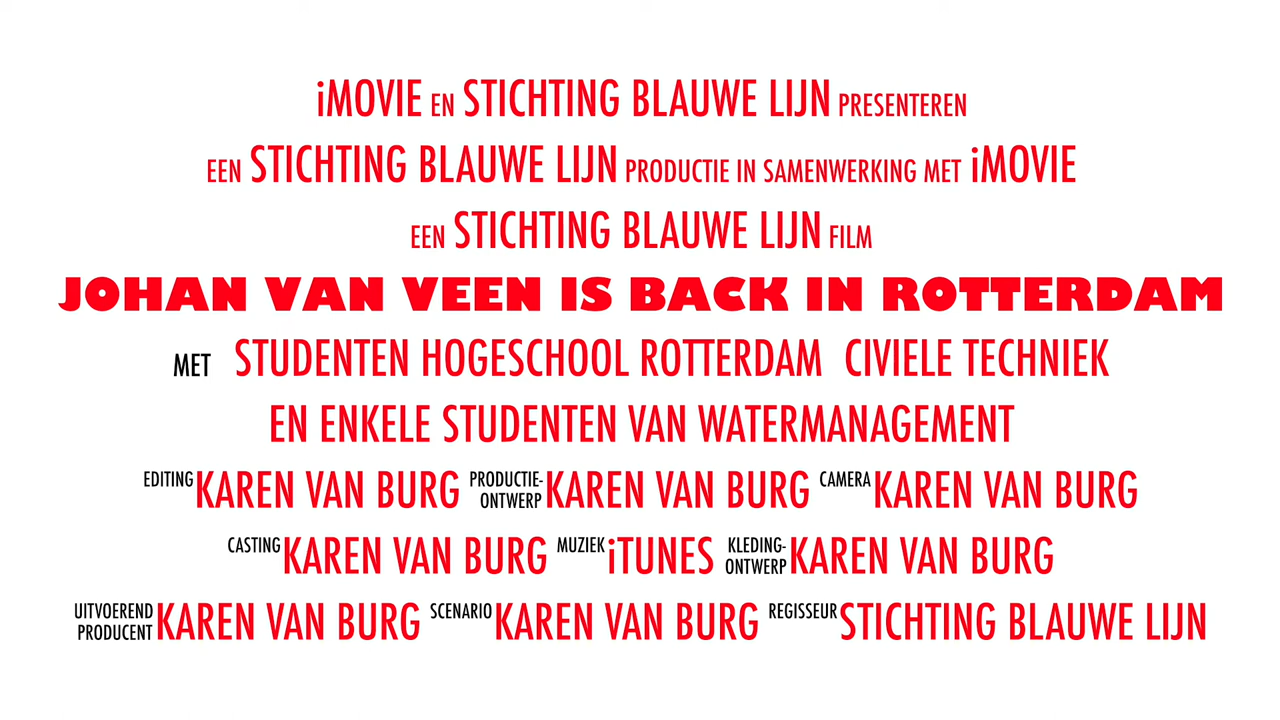 iMOVIE EN STICHTING BLAUWE LIJN PRESENTEREN
EEN STICHTING BLAUWE LIJN PRODUCTIE IN SAMENWERKING MET iMOVIE
EEN STICHTING BLAUWE LIJN FILM
JOHAN VAN VEEN IS BACK IN ROTTERDAM
MET STUDENTEN HOGESCHOOL ROTTERDAM CIVIELE TECHNIEK
EN ENKELE STUDENTEN VAN WATERMANAGEMENT
EDITING KAREN VAN BURG PRODUCTIE-ONTWERP KAREN VAN BURG CAMERA KAREN VAN BURG
CASTING KAREN VAN BURG MUZIEK iTUNES KLEDING-ONTWERP KAREN VAN BURG
UITVOEREND PRODUCENT KAREN VAN BURG SCENARIO KAREN VAN BURG REGISSEUR STICHTING BLAUWE LIJN